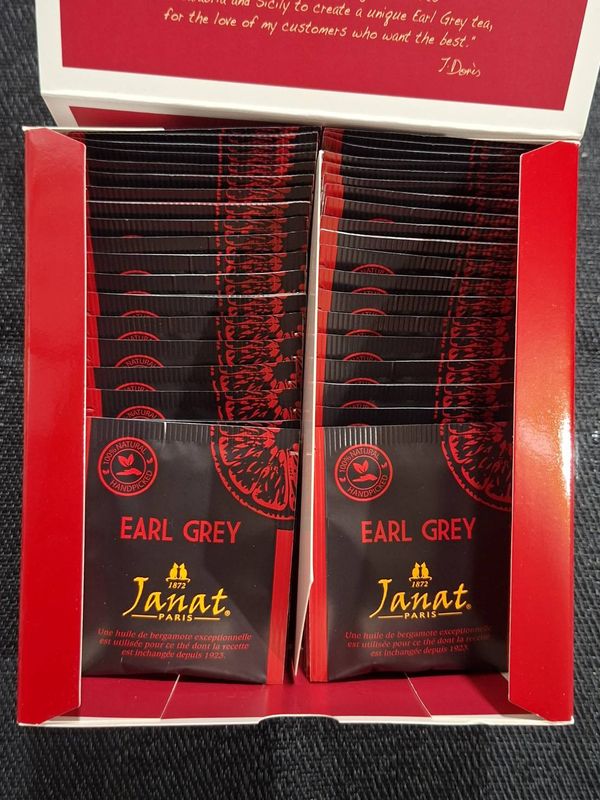 and Sicily to create a unique Earl Grey tea,
for the love of my customers who want the best."
J. Doris
100% NATURAL
HANDPICKED
EARL GREY
1872
Janat®
PARIS
Une huile de bergamote exceptionnelle
est utilisée pour ce thé dont la recette
est inchangée depuis 1923.
100% NATURAL
HANDPICKED
EARL GREY
1872
Janat®
PARIS
Une huile de bergamote exceptionnelle
est utilisée pour ce thé dont la recette
est inchangée depuis 1923.